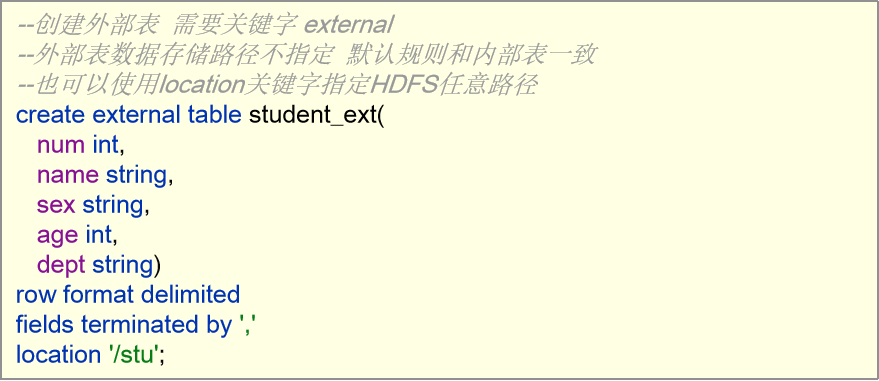 --创建外部表 需要关键字 external
--外部表数据存储路径不指定 默认规则和内部表一致
--也可以使用location关键字指定HDFS任意路径
create external table student_ext(
num int,
name string,
sex string,
age int,
dept string)
row format delimited
fields terminated by ','
location '/stu';